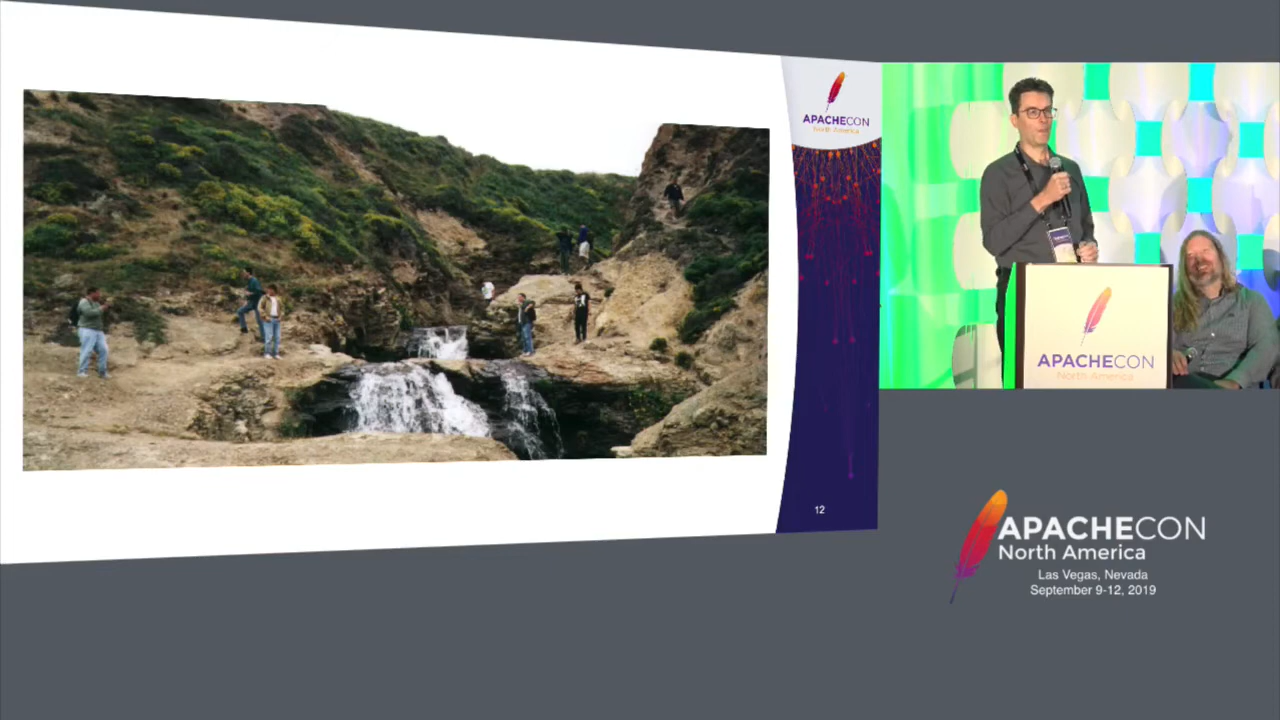 APACHECON
North America
12
APACHECON
North America
APACHECON
North America
Las Vegas, Nevada
September 9-12, 2019